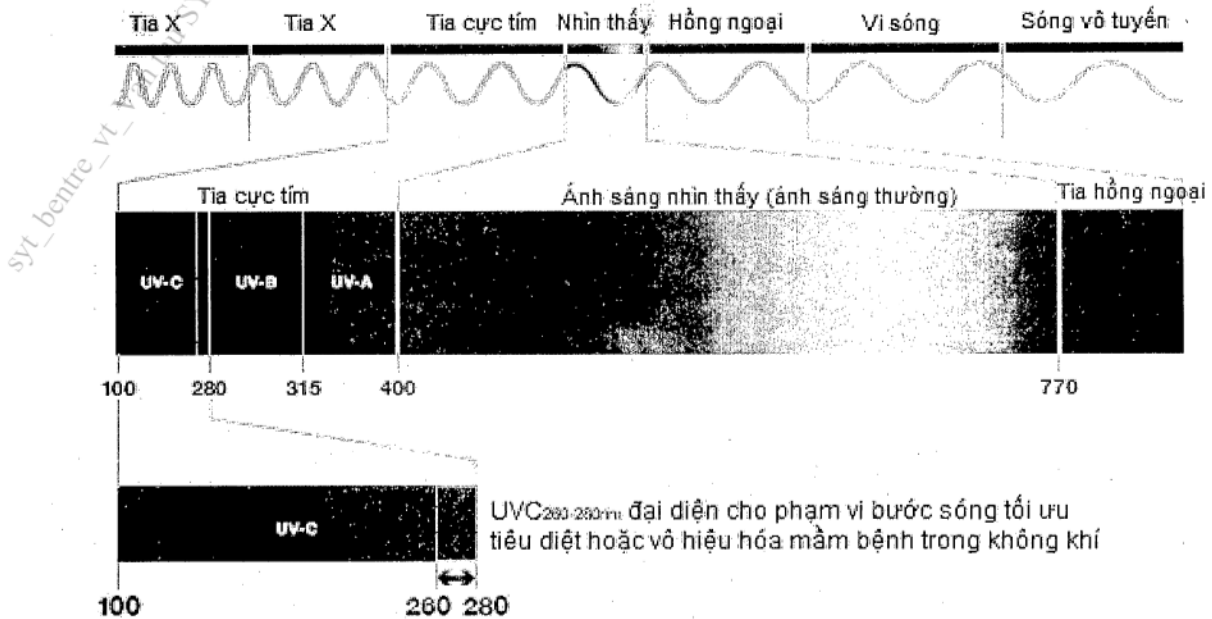 Tia X Tia X Tia cực tím Nhìn thấy Hồng ngoại Vi sóng Sóng vô tuyến
Tia cực tím Ánh sáng nhìn thấy (ánh sáng thường) Tia hồng ngoại
UV-C UV-B UV-A
100 280 315 400 770
UVC260-280nm đại diện cho phạm vi bước sóng tối ưu
UV-C
tiêu diệt hoặc vô hiệu hóa mầm bệnh trong không khí
100 260 280